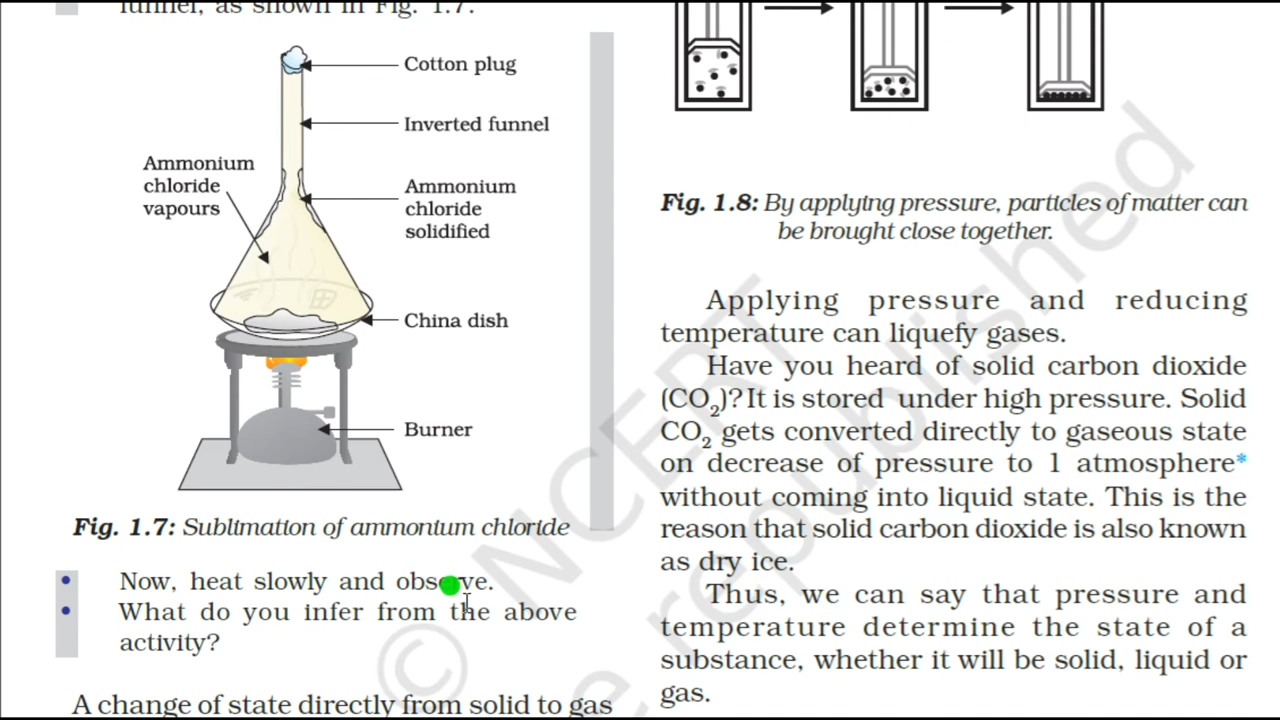 funnel, as shown in Fig. 1.7.
Cotton plug
Inverted funnel
Ammonium
chloride
vapours
Ammonium
chloride
solidified
China dish
Burner
Fig. 1.7: Sublimation of ammonium chloride
• Now, heat slowly and observe.
• What do you infer from the above
activity?
A change of state directly from solid to gas
Fig. 1.8: By applying pressure, particles of matter can
be brought close together.
Applying pressure and reducing
temperature can liquefy gases.
Have you heard of solid carbon dioxide
(CO2)? It is stored under high pressure. Solid
CO2 gets converted directly to gaseous state
on decrease of pressure to 1 atmosphere*
without coming into liquid state. This is the
reason that solid carbon dioxide is also known
as dry ice.
Thus, we can say that pressure and
temperature determine the state of a
substance, whether it will be solid, liquid or
gas.
© NCERT
be republished